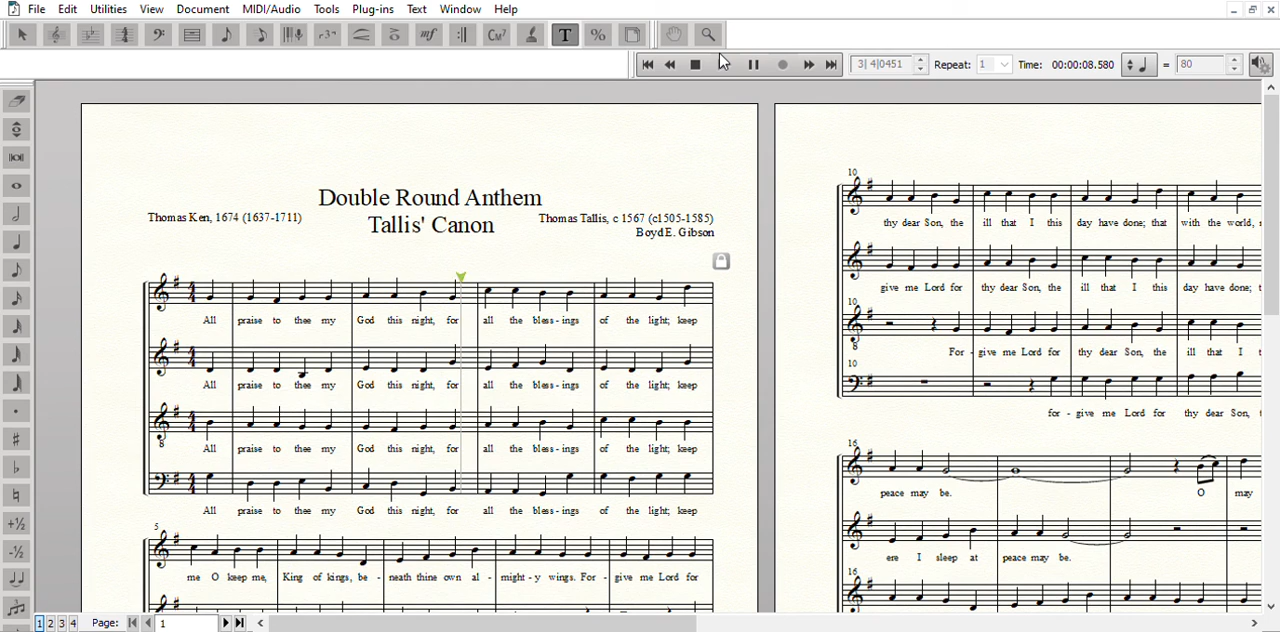 File Edit Utilities View Document MIDI/Audio Tools Plug-ins Text Window Help
r3 mf CM7 T %
3| 4|0451 Repeat: 1 Time: 00:00:08.580 = 80
Double Round Anthem
Tallis' Canon
Thomas Ken, 1674 (1637-1711)
Thomas Tallis, c 1567 (c1505-1585)
Boyd E. Gibson
All praise to thee my God this night, for all the bless - ings of the light; keep
All praise to thee my God this night, for all the bless - ings of the light; keep
8
All praise to thee my God this night, for all the bless - ings of the light; keep
All praise to thee my God this night, for all the bless - ings of the light; keep
5
me O keep me, King of kings, be - neath thine own al - might - y wings. For - give me Lord for
10
thy dear Son, the ill that I this day have done; that with the world,
give me Lord for thy dear Son, the ill that I this day have done;
10
8
For - give me Lord for thy dear Son, the ill that I
10
for - give me Lord for thy dear Son,
16
peace may be. O may
16
ere I sleep at peace may be.
16
+½
-½
1 2 3 4 Page: 1